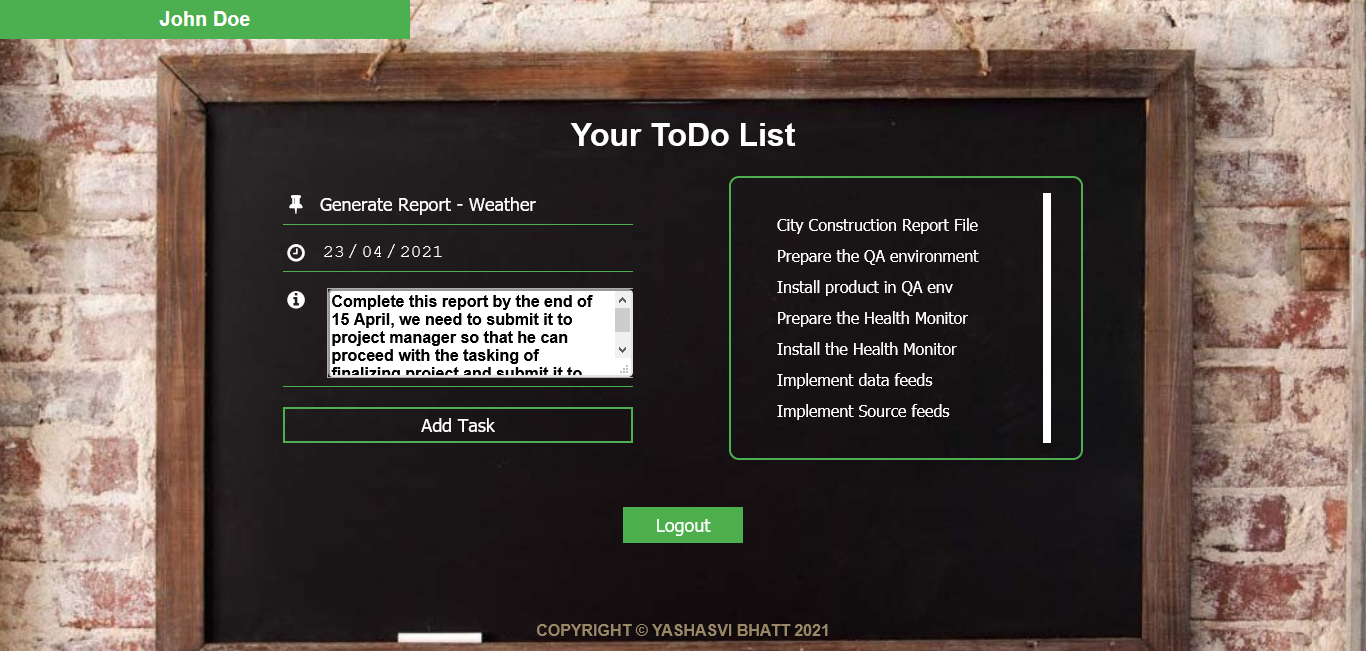 John Doe
Your ToDo List
Generate Report - Weather
23 / 04 / 2021
Complete this report by the end of
15 April, we need to submit it to
project manager so that he can
proceed with the tasking of
finalizing project and submit it to
Add Task
City Construction Report File
Prepare the QA environment
Install product in QA env
Prepare the Health Monitor
Install the Health Monitor
Implement data feeds
Implement Source feeds
Logout
COPYRIGHT © YASHASVI BHATT 2021